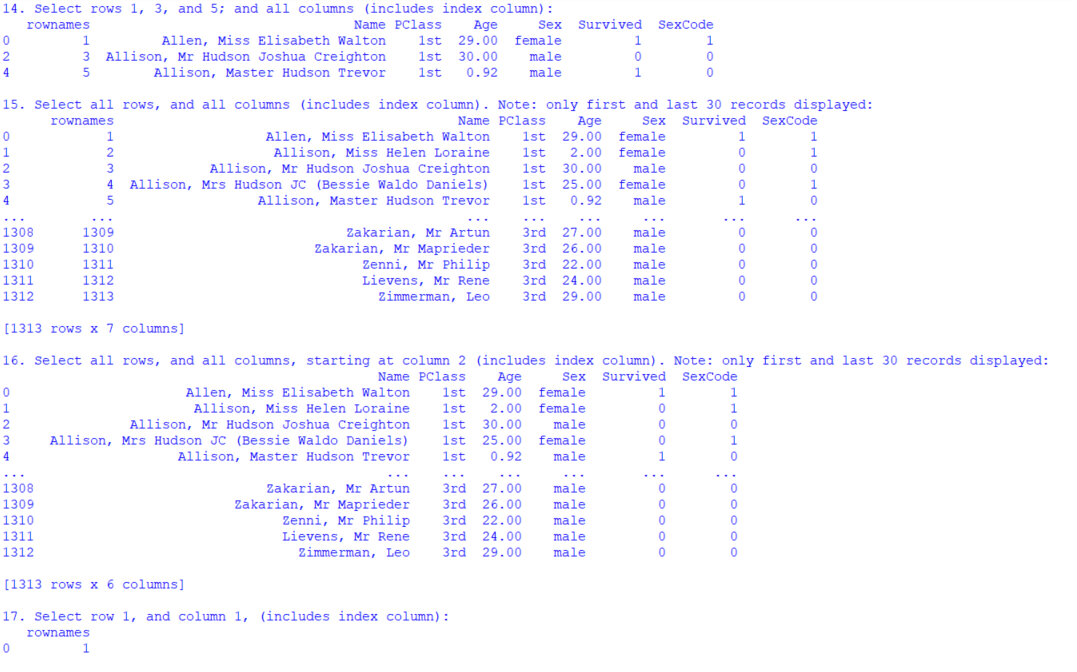 14. Select rows 1, 3, and 5; and all columns (includes index column):
   rownames                                 Name PClass    Age     Sex  Survived  SexCode
0         1         Allen, Miss Elisabeth Walton    1st  29.00  female         1        1
2         3  Allison, Mr Hudson Joshua Creighton    1st  30.00    male         0        0
4         5         Allison, Master Hudson Trevor    1st   0.92    male         1        0
15. Select all rows, and all columns (includes index column). Note: only first and last 30 records displayed:
      rownames                                           Name PClass    Age     Sex  Survived  SexCode
0            1                   Allen, Miss Elisabeth Walton    1st  29.00  female         1        1
1            2                    Allison, Miss Helen Loraine    1st   2.00  female         0        1
2            3            Allison, Mr Hudson Joshua Creighton    1st  30.00    male         0        0
3            4  Allison, Mrs Hudson JC (Bessie Waldo Daniels)    1st  25.00  female         0        1
4            5                  Allison, Master Hudson Trevor    1st   0.92    male         1        0
...        ...                                            ...    ...    ...     ...       ...      ...
1308      1309                             Zakarian, Mr Artun    3rd  27.00    male         0        0
1309      1310                         Zakarian, Mr Maprieder    3rd  26.00    male         0        0
1310      1311                               Zenni, Mr Philip    3rd  22.00    male         0        0
1311      1312                               Lievens, Mr Rene    3rd  24.00    male         0        0
1312      1313                                 Zimmerman, Leo    3rd  29.00    male         0        0
[1313 rows x 7 columns]
16. Select all rows, and all columns, starting at column 2 (includes index column). Note: only first and last 30 records displayed:
                                               Name PClass    Age     Sex  Survived  SexCode
0                      Allen, Miss Elisabeth Walton    1st  29.00  female         1        1
1                       Allison, Miss Helen Loraine    1st   2.00  female         0        1
2               Allison, Mr Hudson Joshua Creighton    1st  30.00    male         0        0
3     Allison, Mrs Hudson JC (Bessie Waldo Daniels)    1st  25.00  female         0        1
4                     Allison, Master Hudson Trevor    1st   0.92    male         1        0
...                                             ...    ...    ...     ...       ...      ...
1308                             Zakarian, Mr Artun    3rd  27.00    male         0        0
1309                         Zakarian, Mr Maprieder    3rd  26.00    male         0        0
1310                               Zenni, Mr Philip    3rd  22.00    male         0        0
1311                               Lievens, Mr Rene    3rd  24.00    male         0        0
1312                                 Zimmerman, Leo    3rd  29.00    male         0        0
[1313 rows x 6 columns]
17. Select row 1, and column 1, (includes index column):
   rownames
0         1